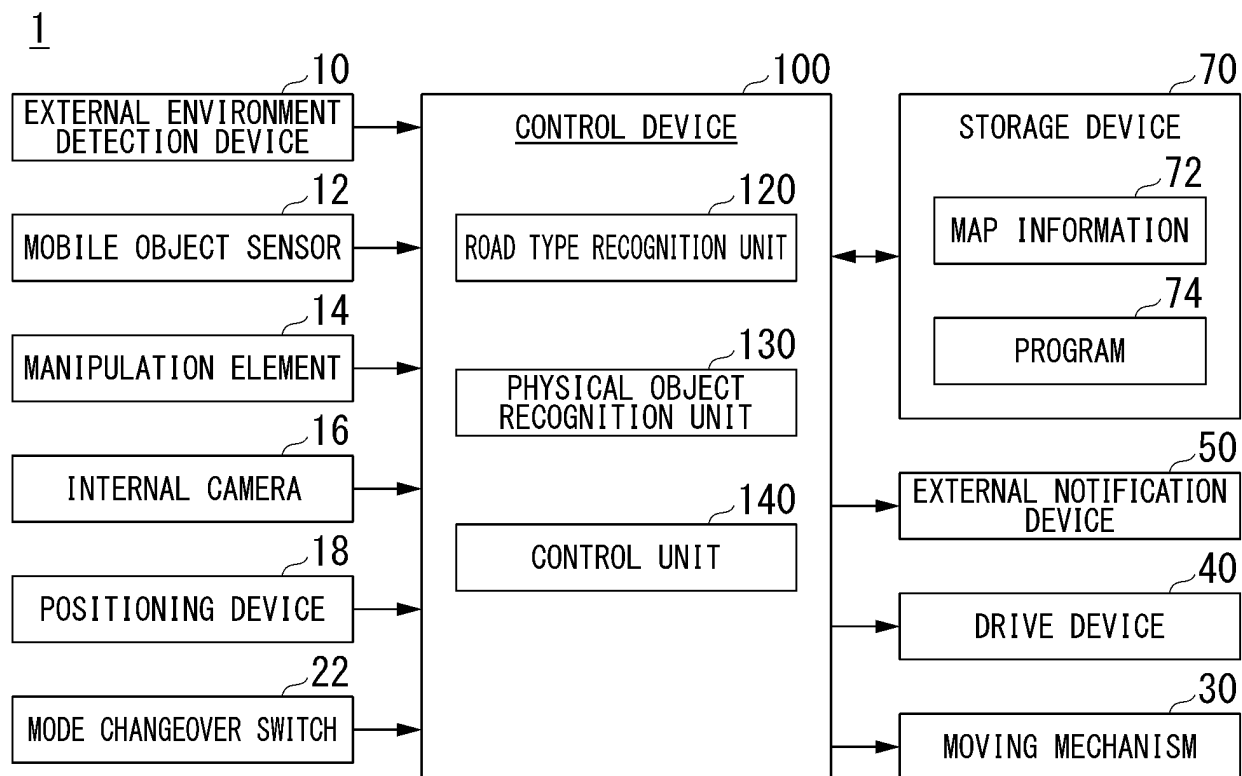 1
10
EXTERNAL ENVIRONMENT
DETECTION DEVICE
12
MOBILE OBJECT SENSOR
14
MANIPULATION ELEMENT
16
INTERNAL CAMERA
18
POSITIONING DEVICE
22
MODE CHANGEOVER SWITCH
100
CONTROL DEVICE
120
ROAD TYPE RECOGNITION UNIT
130
PHYSICAL OBJECT
RECOGNITION UNIT
140
CONTROL UNIT
70
STORAGE DEVICE
72
MAP INFORMATION
74
PROGRAM
50
EXTERNAL NOTIFICATION
DEVICE
40
DRIVE DEVICE
30
MOVING MECHANISM